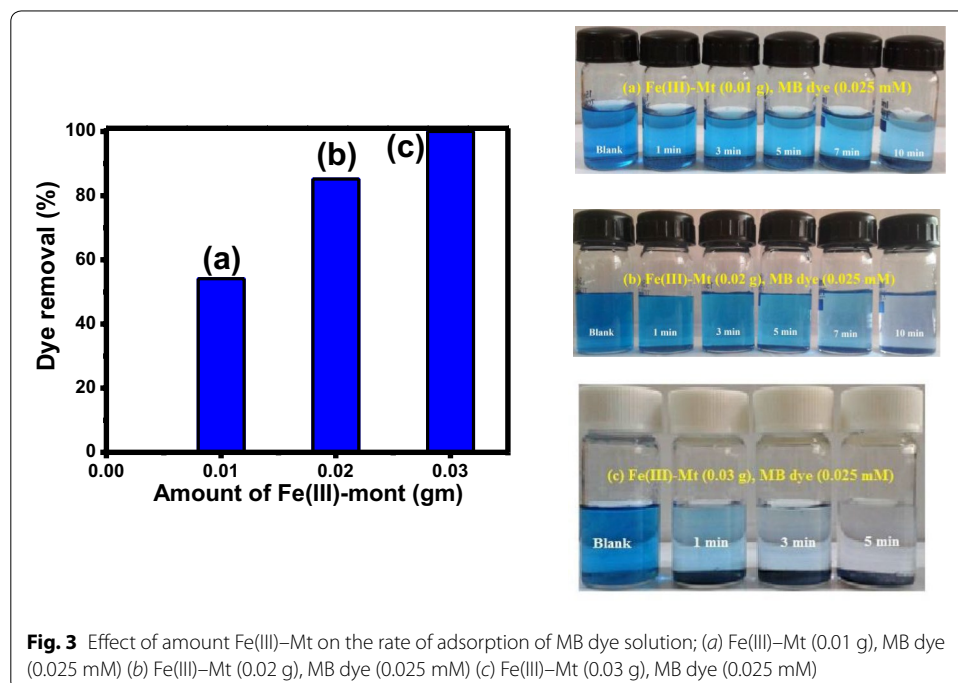 100
80
60
40
20
0
Dye removal (%)
(a)
(b)
(c)
0.00 0.01 0.02 0.03
Amount of Fe(III)-mont (gm)
(a) Fe(III)-Mt (0.01 g), MB dye (0.025 mM)
Blank 1 min 3 min 5 min 7 min 10 min
(b) Fe(III)-Mt (0.02 g), MB dye (0.025 mM)
Blank 1 min 3 min 5 min 7 min 10 min
(c) Fe(III)-Mt (0.03 g), MB dye (0.025 mM)
Blank 1 min 3 min 5 min
Fig. 3 Effect of amount Fe(III)–Mt on the rate of adsorption of MB dye solution; (a) Fe(III)–Mt (0.01 g), MB dye
(0.025 mM) (b) Fe(III)–Mt (0.02 g), MB dye (0.025 mM) (c) Fe(III)–Mt (0.03 g), MB dye (0.025 mM)